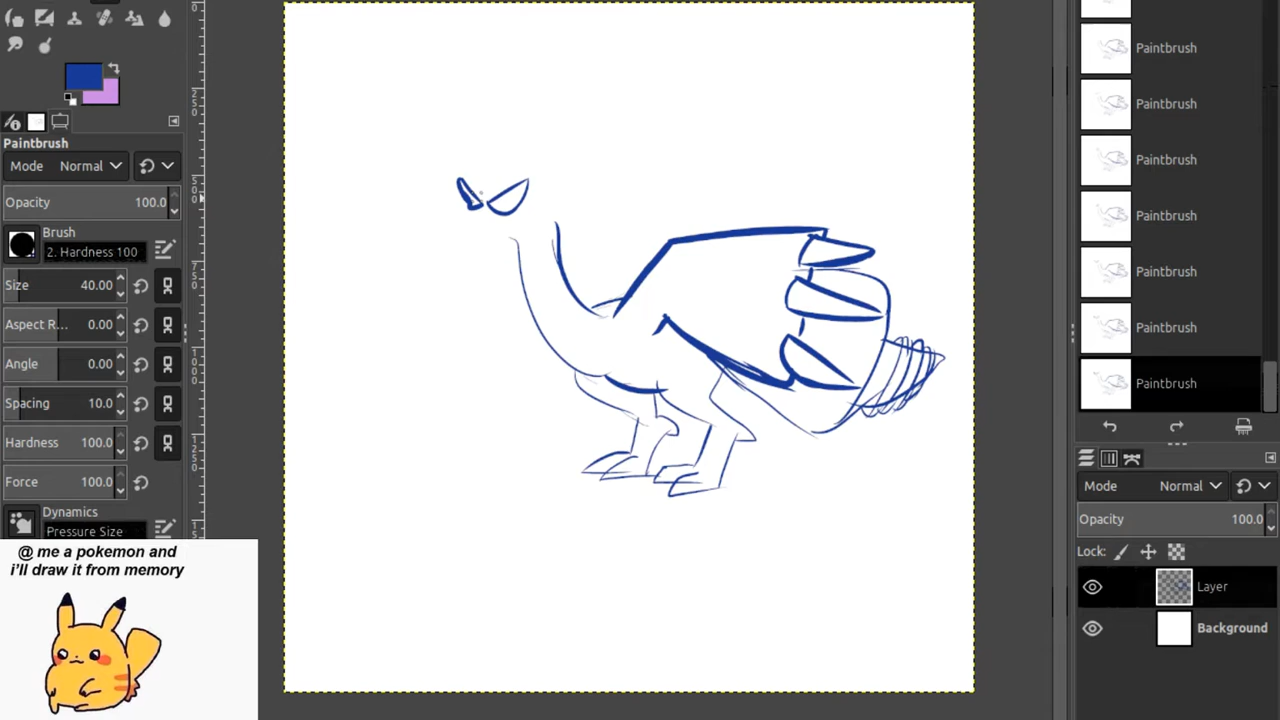 Paintbrush
Mode Normal
Opacity 100.0
Brush
2. Hardness 100
Size 40.00
Aspect R... 0.00
Angle 0.00
Spacing 10.0
Hardness 100.0
Force 100.0
Dynamics
Pressure Size
@ me a pokemon and
i'll draw it from memory
Paintbrush
Paintbrush
Paintbrush
Paintbrush
Paintbrush
Paintbrush
Paintbrush
Mode Normal
Opacity 100.0
Lock:
Layer
Background